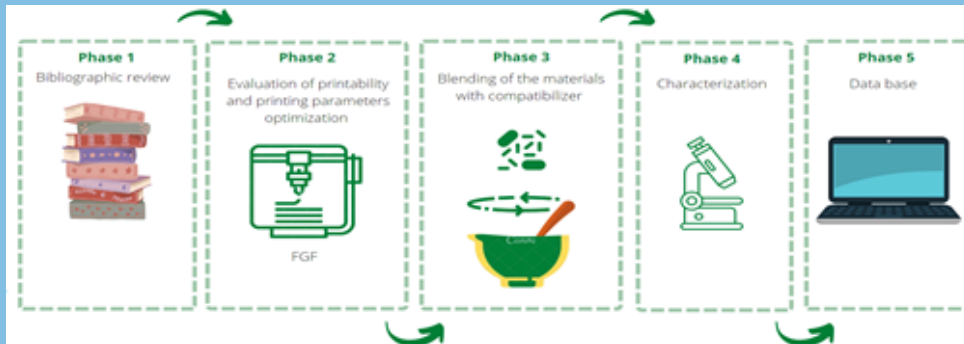 Phase 1
Bibliographic review
Phase 2
Evaluation of printability
and printing parameters
optimization
FGF
Phase 3
Blending of the materials
with compatibilizer
Phase 4
Characterization
Phase 5
Data base